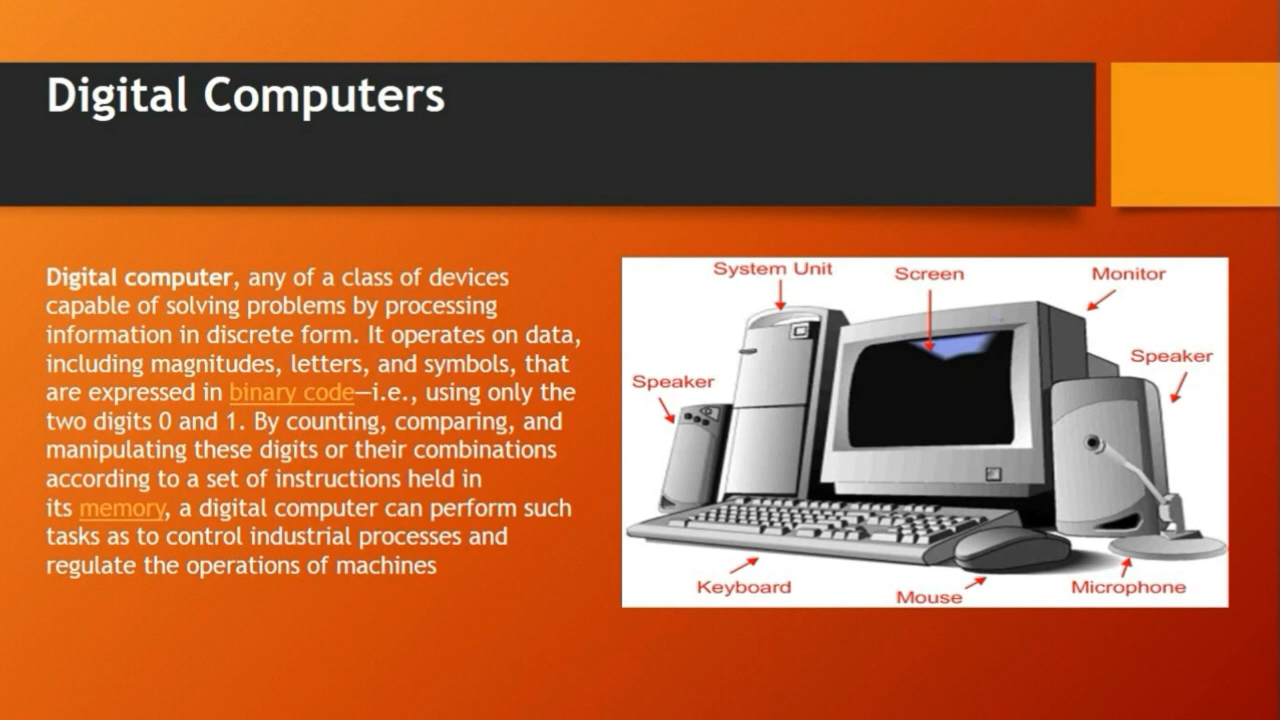 Digital Computers
Digital computer, any of a class of devices
capable of solving problems by processing
information in discrete form. It operates on data,
including magnitudes, letters, and symbols, that
are expressed in binary code—i.e., using only the
two digits 0 and 1. By counting, comparing, and
manipulating these digits or their combinations
according to a set of instructions held in
its memory, a digital computer can perform such
tasks as to control industrial processes and
regulate the operations of machines
System Unit
Screen
Monitor
Speaker
Speaker
Keyboard
Mouse
Microphone